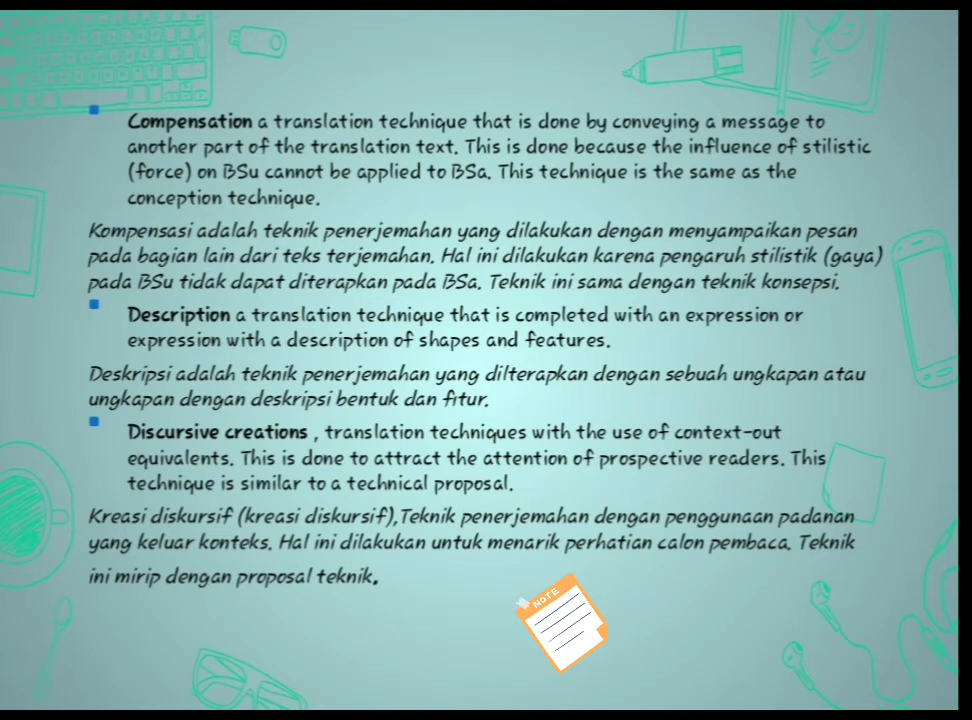 Compensation a translation technique that is done by conveying a message to
another part of the translation text. This is done because the influence of stilistic
(force) on BSu cannot be applied to BSa. This technique is the same as the
conception technique.
Kompensasi adalah teknik penerjemahan yang dilakukan dengan menyampaikan pesan
pada bagian lain dari teks terjemahan. Hal ini dilakukan karena pengaruh stilistik (gaya)
pada BSu tidak dapat diterapkan pada BSa. Teknik ini sama dengan teknik konsepsi.
Description a translation technique that is completed with an expression or
expression with a description of shapes and features.
Deskripsi adalah teknik penerjemahan yang dilterapkan dengan sebuah ungkapan atau
ungkapan dengan deskripsi bentuk dan fitur.
Discursive creations , translation techniques with the use of context-out
equivalents. This is done to attract the attention of prospective readers. This
technique is similar to a technical proposal.
Kreasi diskursif (kreasi diskursif),Teknik penerjemahan dengan penggunaan padanan
yang keluar konteks. Hal ini dilakukan untuk menarik perhatian calon pembaca. Teknik
ini mirip dengan proposal teknik.
NOTE